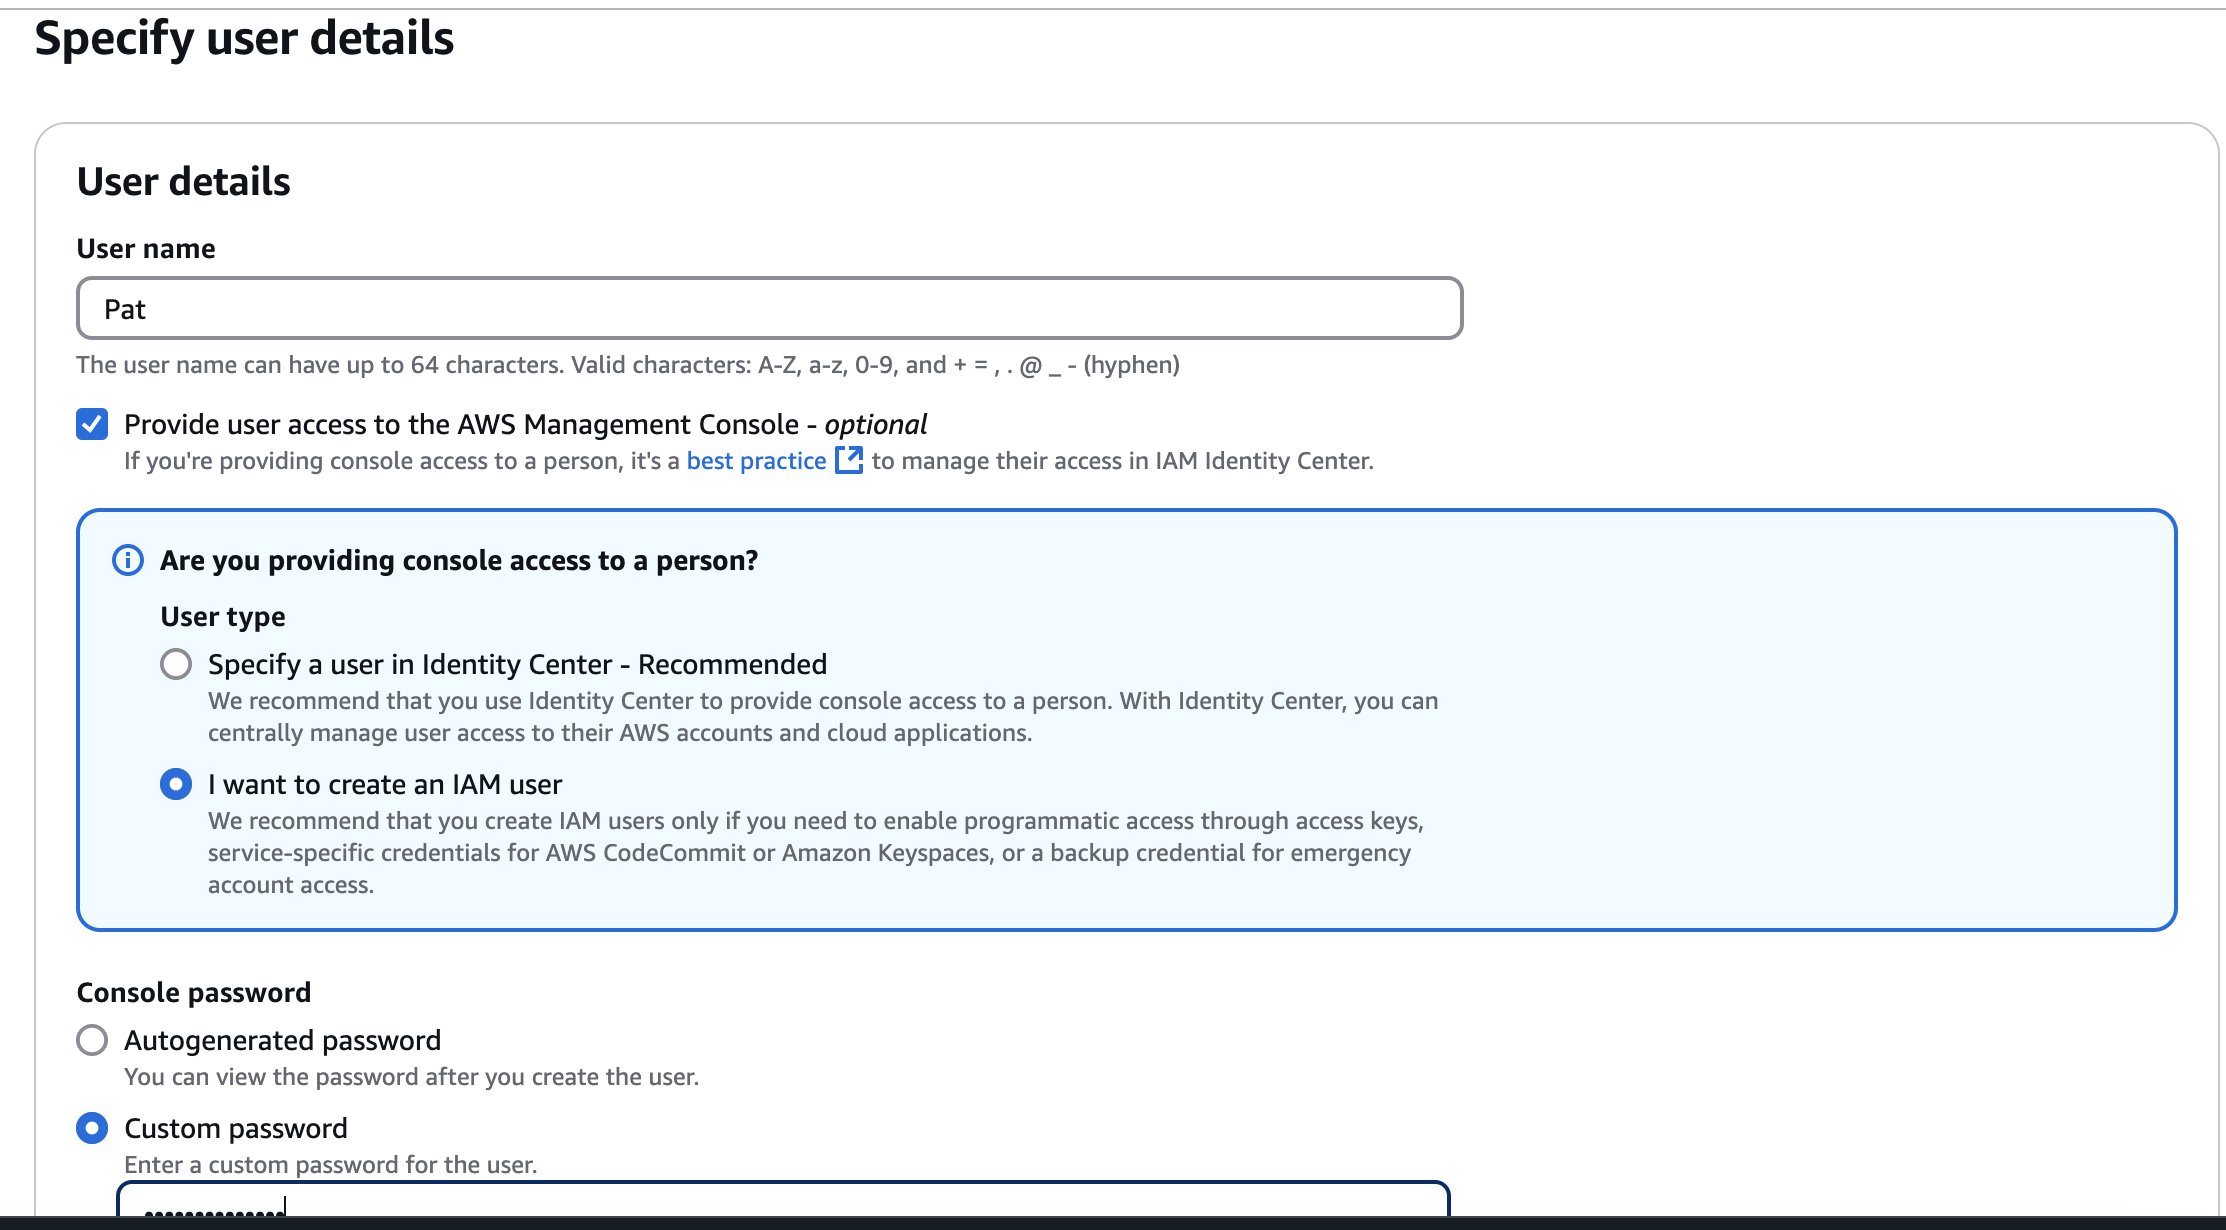 Specify user details
User details
User name
Pat
The user name can have up to 64 characters. Valid characters: A-Z, a-z, 0-9, and + = , . @ _ - (hyphen)
Provide user access to the AWS Management Console - optional
If you're providing console access to a person, it's a best practice to manage their access in IAM Identity Center.
Are you providing console access to a person?
User type
Specify a user in Identity Center - Recommended
We recommend that you use Identity Center to provide console access to a person. With Identity Center, you can
centrally manage user access to their AWS accounts and cloud applications.
I want to create an IAM user
We recommend that you create IAM users only if you need to enable programmatic access through access keys,
service-specific credentials for AWS CodeCommit or Amazon Keyspaces, or a backup credential for emergency
account access.
Console password
Autogenerated password
You can view the password after you create the user.
Custom password
Enter a custom password for the user.